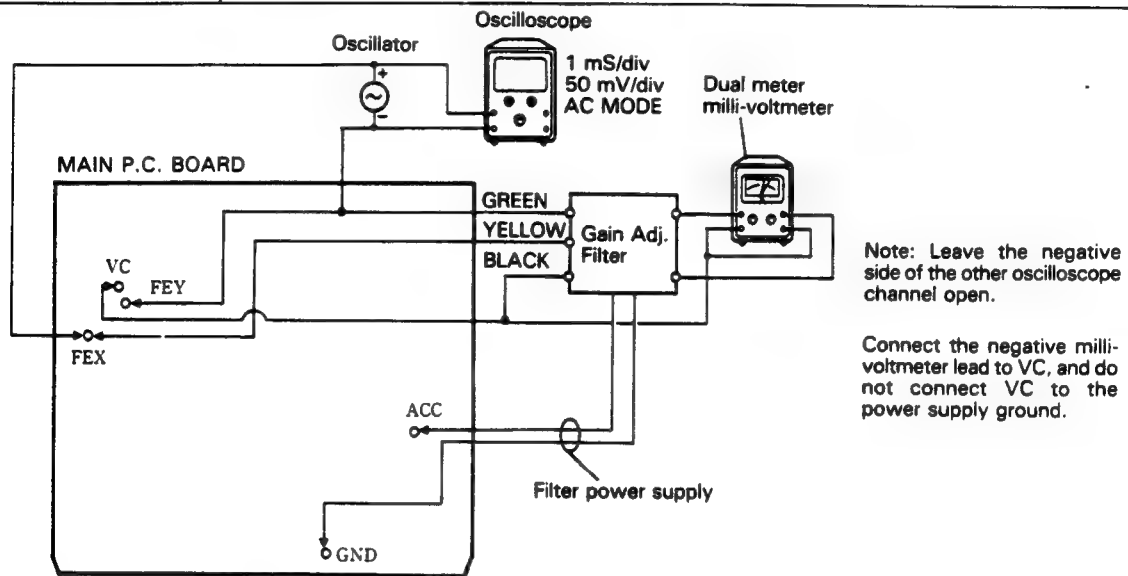 Oscilloscope
Oscillator
1 mS/div
50 mV/div
AC MODE
Dual meter
milli-voltmeter
+
−
MAIN P.C. BOARD
GREEN
YELLOW
BLACK
Gain Adj.
Filter
VC
FEY
FEX
ACC
GND
Filter power supply
Note: Leave the negative
side of the other oscilloscope
channel open.
Connect the negative milli-
voltmeter lead to VC, and do
not connect VC to the
power supply ground.